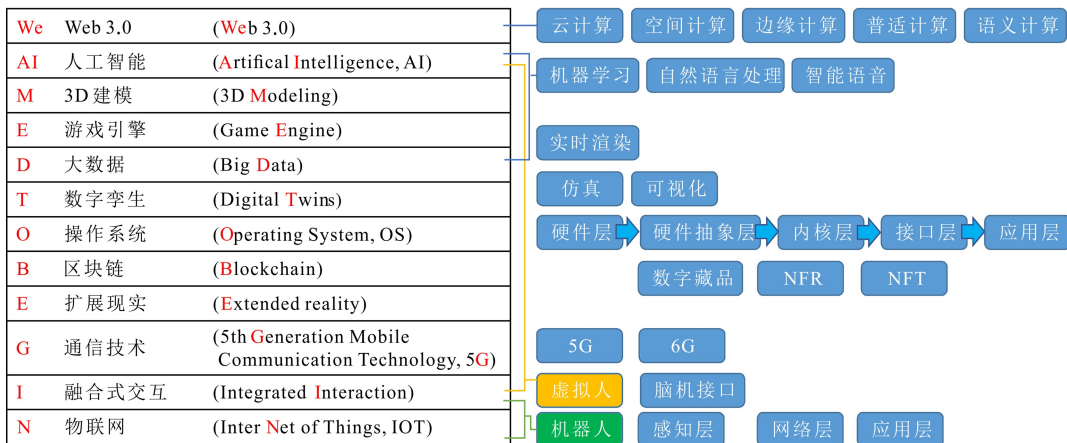 We Web 3.0 (Web 3.0) 云计算 空间计算 边缘计算 普适计算 语义计算
AI 人工智能 (Artifical Intelligence, AI) 机器学习 自然语言处理 智能语音
M 3D建模 (3D Modeling)
E 游戏引擎 (Game Engine) 实时渲染
D 大数据 (Big Data)
T 数字孪生 (Digital Twins) 仿真 可视化
O 操作系统 (Operating System, OS) 硬件层 硬件抽象层 内核层 接口层 应用层
B 区块链 (Blockchain) 数字藏品 NFR NFT
E 扩展现实 (Extended reality)
G 通信技术 (5th Generation Mobile
Communication Technology, 5G) 5G 6G
I 融合式交互 (Integrated Interaction) 虚拟人 脑机接口
N 物联网 (Inter Net of Things, IOT) 机器人 感知层 网络层 应用层